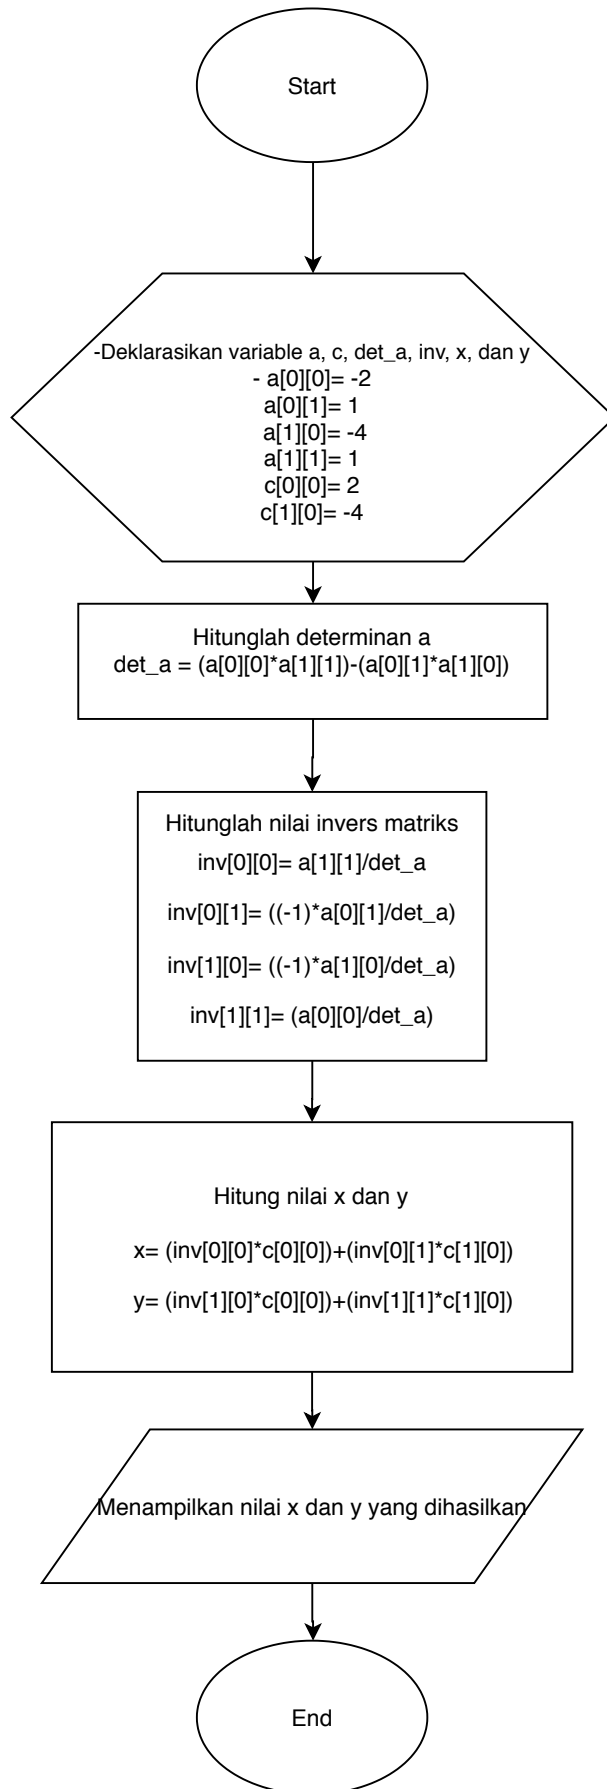 Start
-Deklarasikan variable a, c, det_a, inv, x, dan y
- a[0][0]= -2
a[0][1]= 1
a[1][0]= -4
a[1][1]= 1
c[0][0]= 2
c[1][0]= -4
Hitunglah determinan a
det_a = (a[0][0]*a[1][1])-(a[0][1]*a[1][0])
Hitunglah nilai invers matriks
inv[0][0]= a[1][1]/det_a
inv[0][1]= ((-1)*a[0][1]/det_a)
inv[1][0]= ((-1)*a[1][0]/det_a)
inv[1][1]= (a[0][0]/det_a)
Hitung nilai x dan y
x= (inv[0][0]*c[0][0])+(inv[0][1]*c[1][0])
y= (inv[1][0]*c[0][0])+(inv[1][1]*c[1][0])
Menampilkan nilai x dan y yang dihasilkan
End